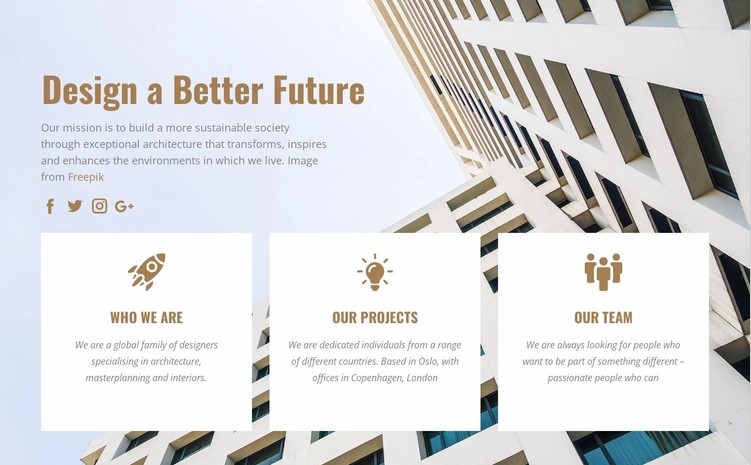 Design a Better Future
Our mission is to build a more sustainable society
through exceptional architecture that transforms, inspires
and enhances the environments in which we live. Image
from Freepik
WHO WE ARE
We are a global family of designers
specialising in architecture,
masterplanning and interiors.
OUR PROJECTS
We are dedicated individuals from a range
of different countries. Based in Oslo, with
offices in Copenhagen, London
OUR TEAM
We are always looking for people who
want to be part of something different –
passionate people who can